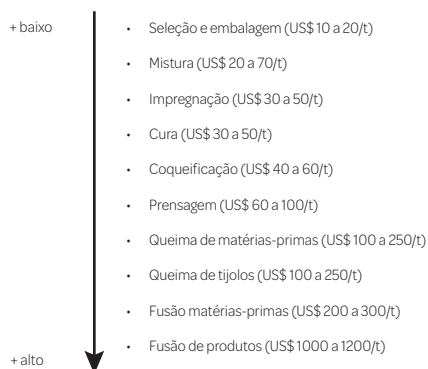 + baixo
• Seleção e embalagem (US$ 10 a 20/t)
• Mistura (US$ 20 a 70/t)
• Impregnação (US$ 30 a 50/t)
• Cura (US$ 30 a 50/t)
• Coqueificação (US$ 40 a 60/t)
• Prensagem (US$ 60 a 100/t)
• Queima de matérias-primas (US$ 100 a 250/t)
• Queima de tijolos (US$ 100 a 250/t)
• Fusão matérias-primas (US$ 200 a 300/t)
• Fusão de produtos (US$ 1000 a 1200/t)
+ alto